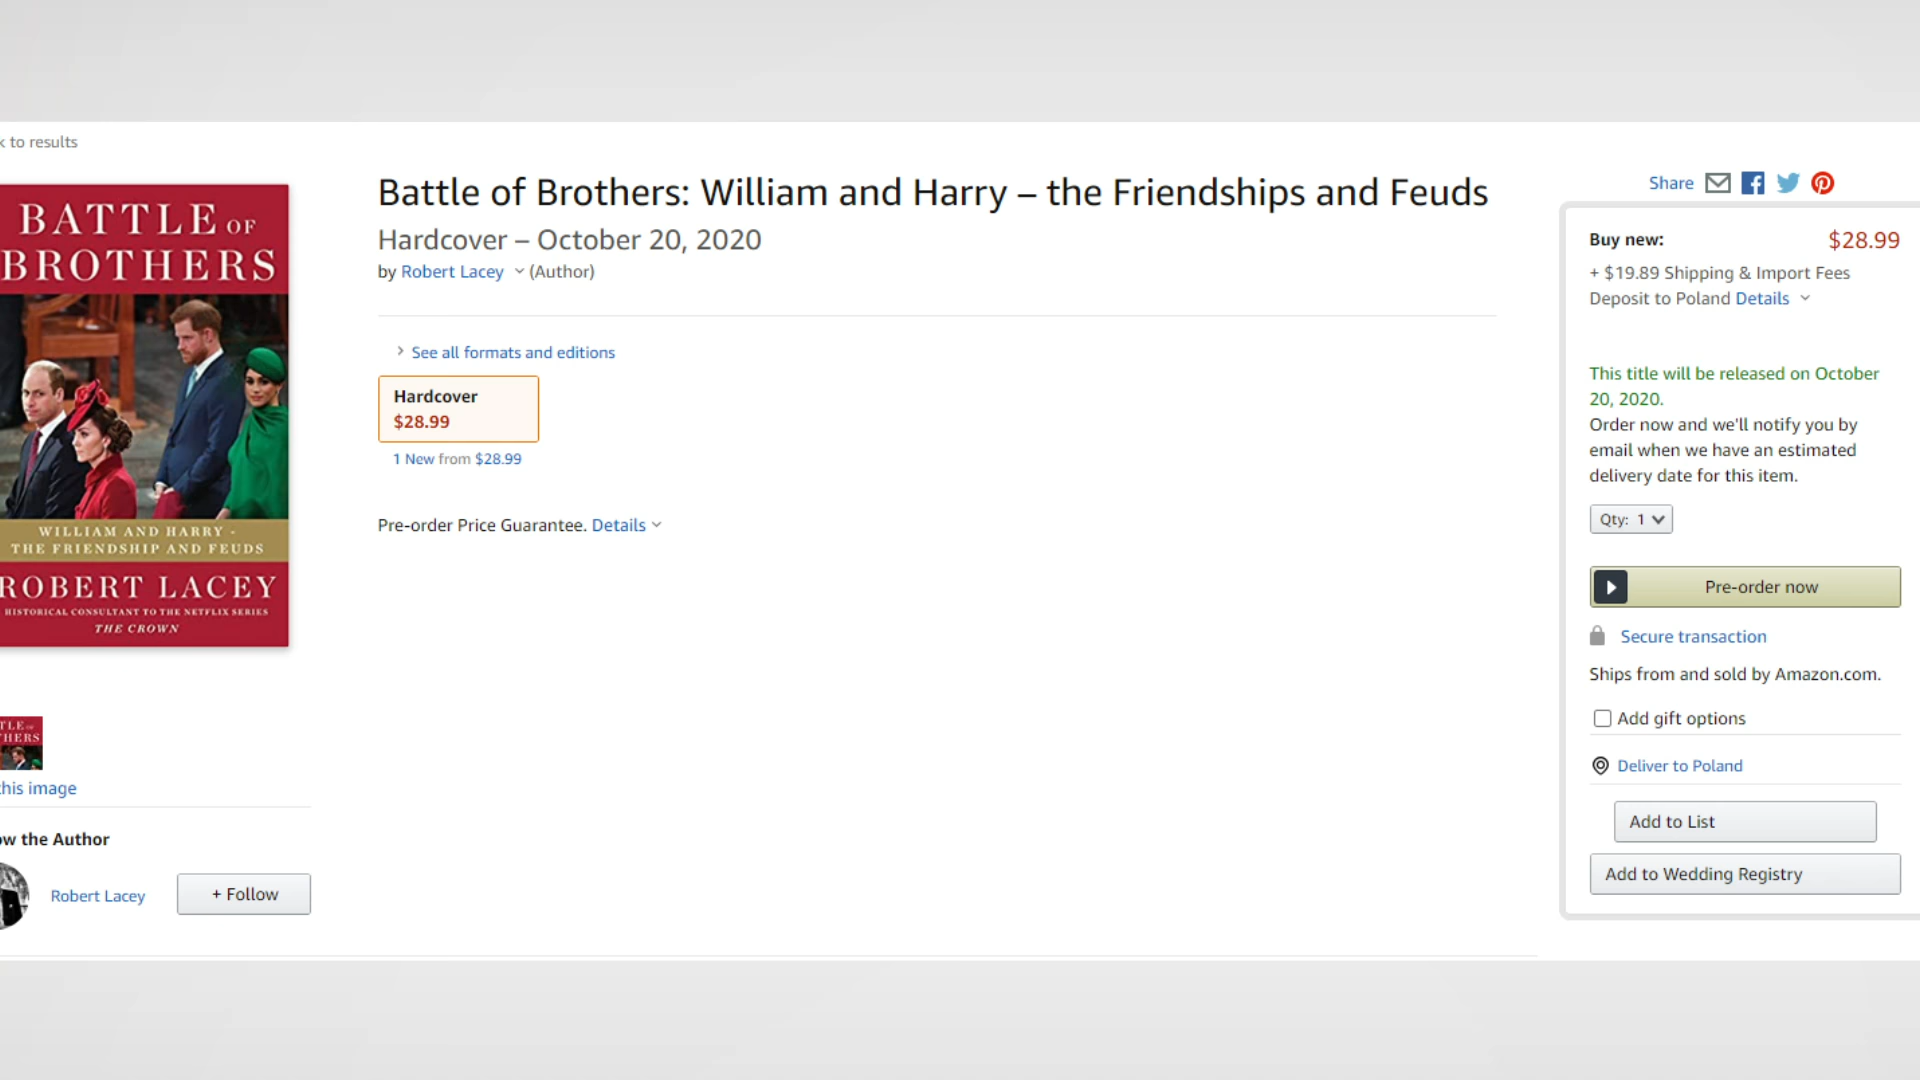 to results
BATTLE OF
BROTHERS
WILLIAM AND HARRY -
THE FRIENDSHIP AND FEUDS
ROBERT LACEY
HISTORICAL CONSULTANT TO THE NETFLIX SERIES
THE CROWN
this image
the Author
Robert Lacey
+ Follow
Battle of Brothers: William and Harry – the Friendships and Feuds
Hardcover – October 20, 2020
by Robert Lacey (Author)
See all formats and editions
Hardcover
$28.99
1 New from $28.99
Pre-order Price Guarantee. Details
Share
Buy new: $28.99
+ $19.89 Shipping & Import Fees
Deposit to Poland Details
This title will be released on October
20, 2020.
Order now and we'll notify you by
email when we have an estimated
delivery date for this item.
Qty: 1
Pre-order now
Secure transaction
Ships from and sold by Amazon.com.
Add gift options
Deliver to Poland
Add to List
Add to Wedding Registry